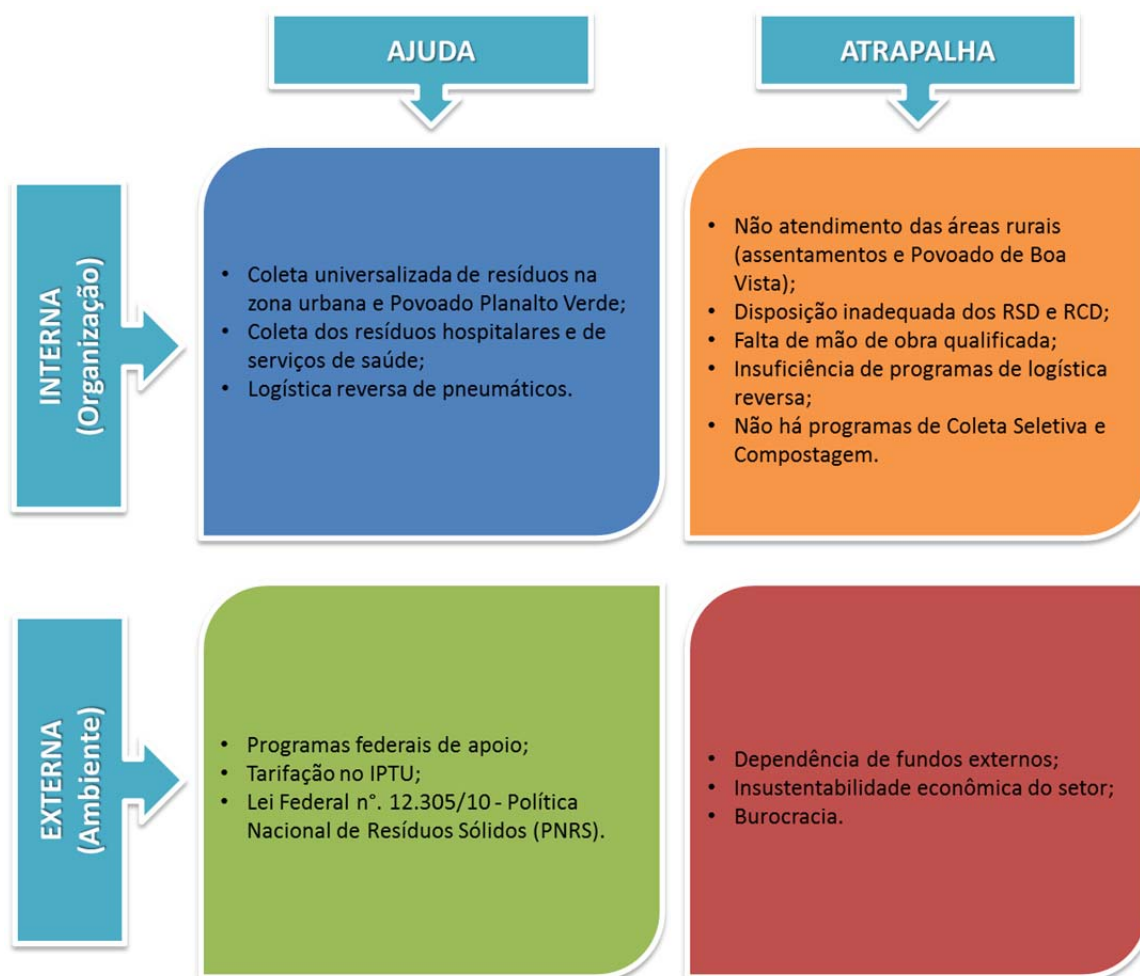 AJUDA
ATRAPALHA
INTERNA
(Organização)
• Coleta universalizada de resíduos na
zona urbana e Povoado Planalto Verde;
• Coleta dos resíduos hospitalares e de
serviços de saúde;
• Logística reversa de pneumáticos.
• Não atendimento das áreas rurais
(assentamentos e Povoado de Boa
Vista);
• Disposição inadequada dos RSD e RCD;
• Falta de mão de obra qualificada;
• Insuficiência de programas de logística
reversa;
• Não há programas de Coleta Seletiva e
Compostagem.
EXTERNA
(Ambiente)
• Programas federais de apoio;
• Tarifação no IPTU;
• Lei Federal n°. 12.305/10 - Política
Nacional de Resíduos Sólidos (PNRS).
• Dependência de fundos externos;
• Insustentabilidade econômica do setor;
• Burocracia.